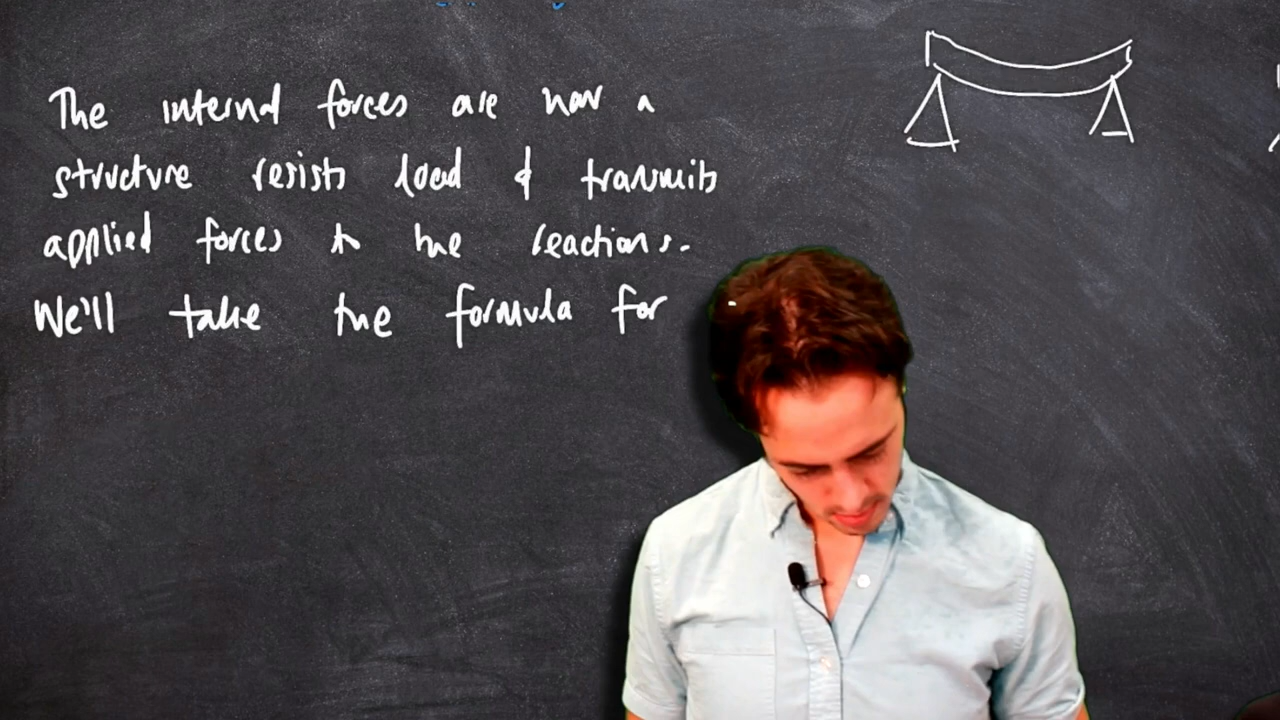 The internal forces are how a
structure resists load & transmits
applied forces to the reactions.
We'll take the formula for